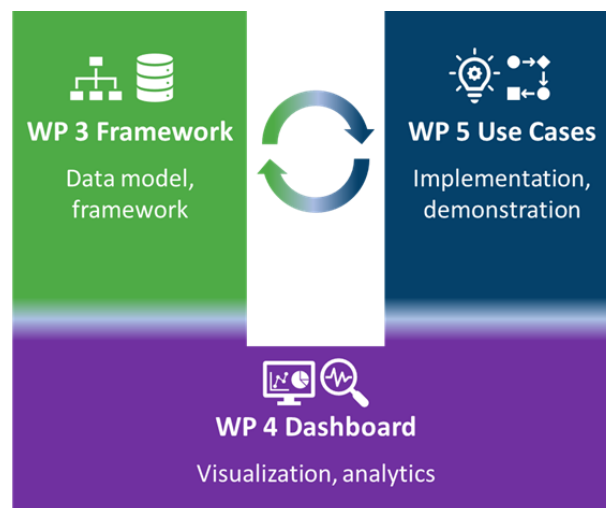 WP 3 Framework
Data model,
framework
WP 5 Use Cases
Implementation,
demonstration
WP 4 Dashboard
Visualization, analytics